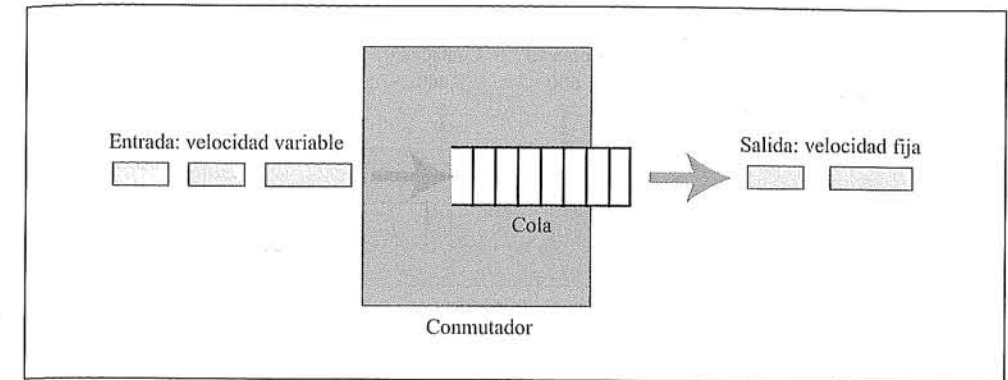 Entrada: velocidad variable
Salida: velocidad fija
Cola
Conmutador